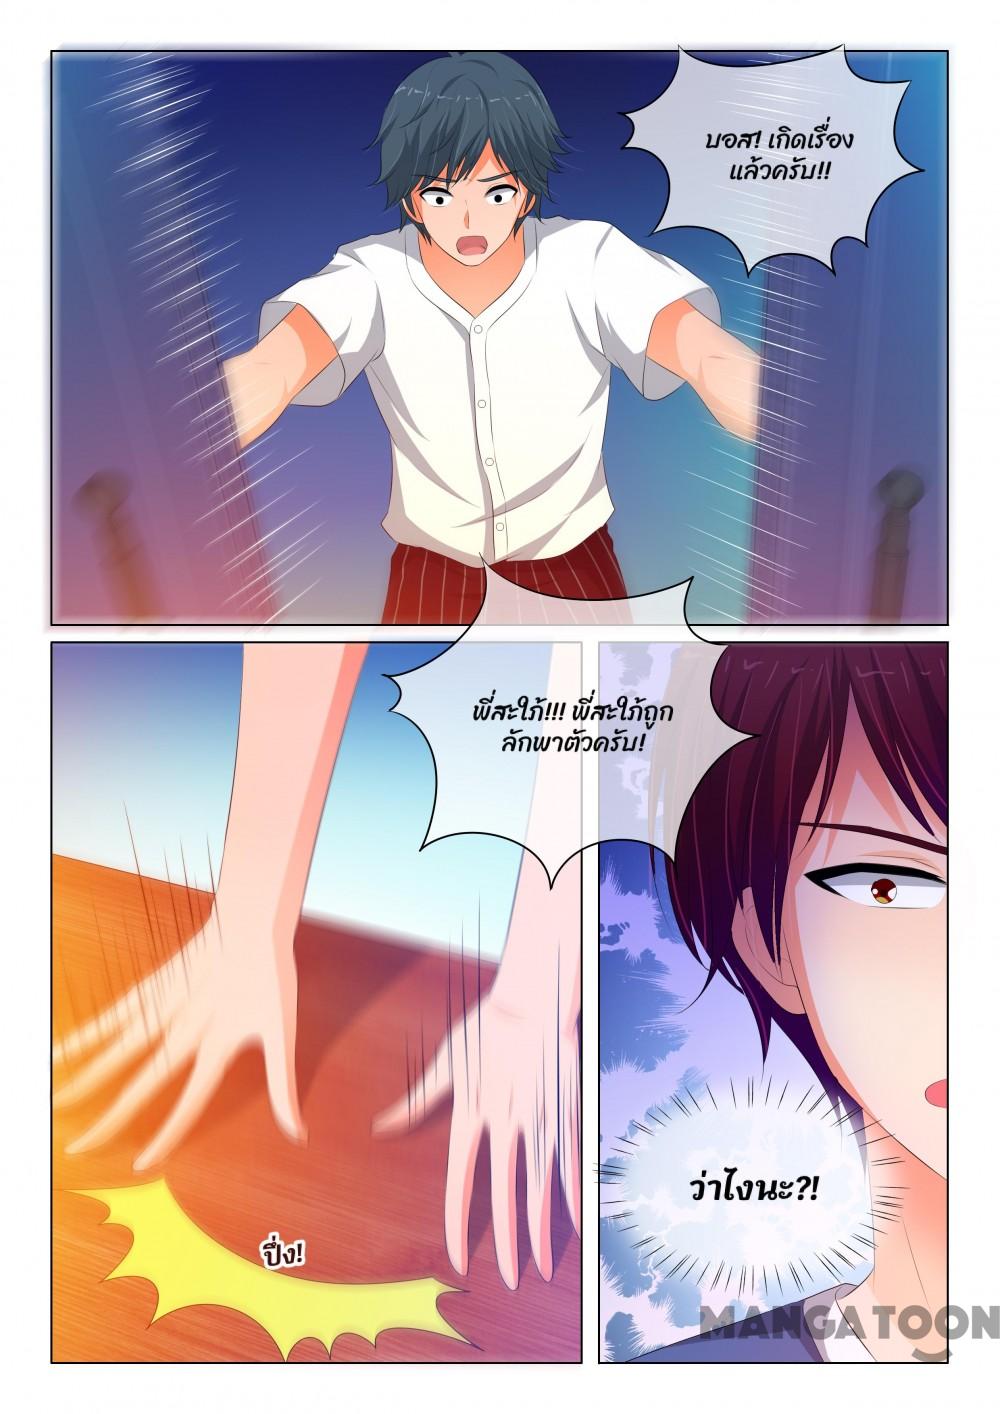 บอส! เกิดเรื่อง
แล้วครับ!!
พี่สะใภ้!!! พี่สะใภ้ถูก
ลักพาตัวครับ!
ว่าไงนะ?!
ปึ่ง!
MANGATOON